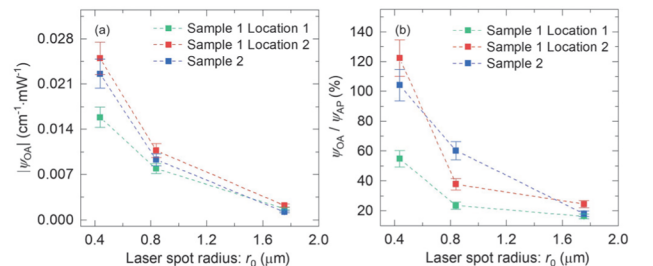 (a)
Sample 1 Location 1
Sample 1 Location 2
Sample 2
|ψOA| (cm⁻¹·mW⁻¹)
0.028
0.021
0.014
0.007
0.000
0.4 0.8 1.2 1.6 2.0
Laser spot radius: r₀ (μm)
(b)
Sample 1 Location 1
Sample 1 Location 2
Sample 2
ψOA / ψAP (%)
140
120
100
80
60
40
20
0.4 0.8 1.2 1.6 2.0
Laser spot radius: r₀ (μm)